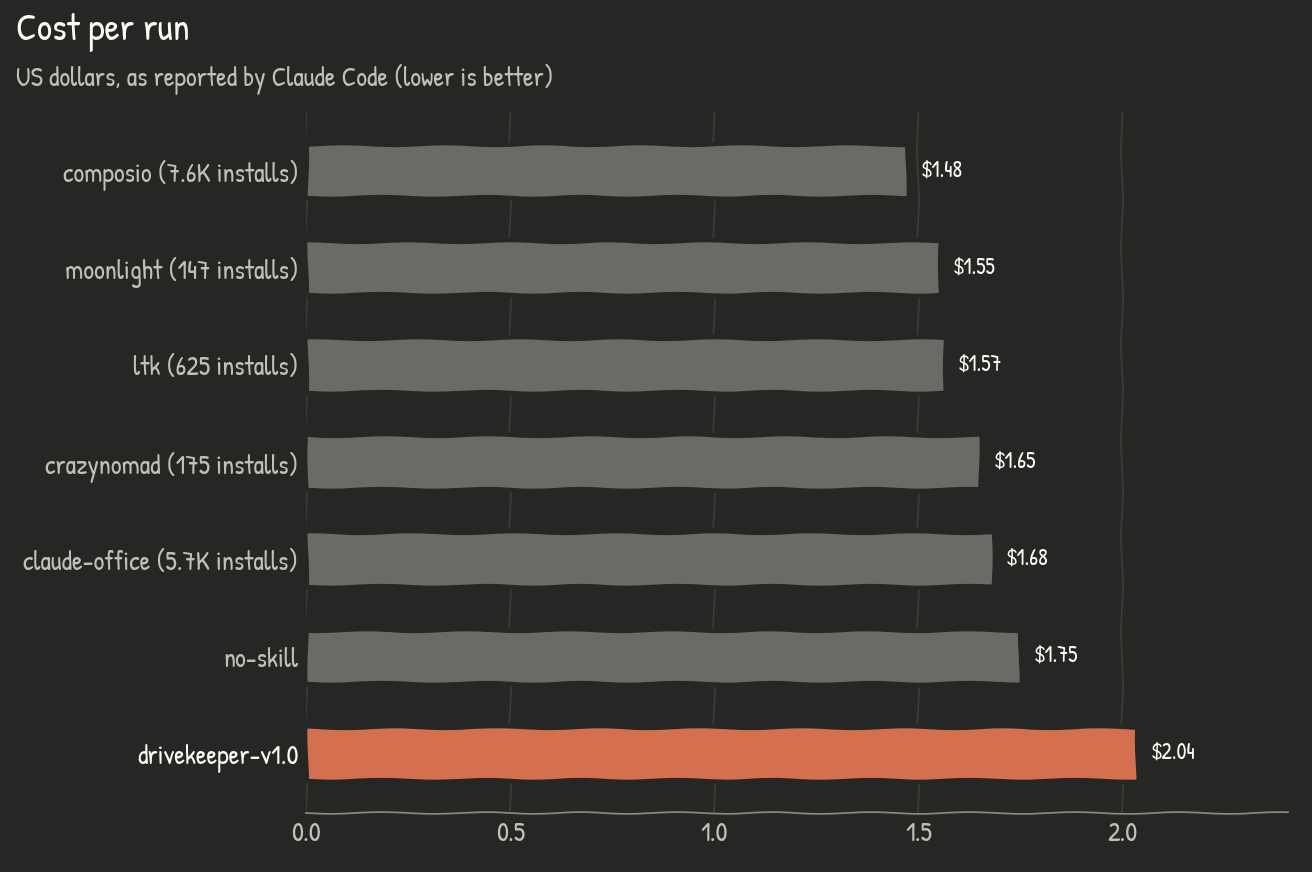 Cost per run
US dollars, as reported by Claude Code (lower is better)
composio (7.6K installs) $1.48
moonlight (147 installs) $1.55
ltk (625 installs) $1.57
crazynomad (175 installs) $1.65
claude-office (5.7K installs) $1.68
no-skill $1.75
drivekeeper-v1.0 $2.04
0.0 0.5 1.0 1.5 2.0